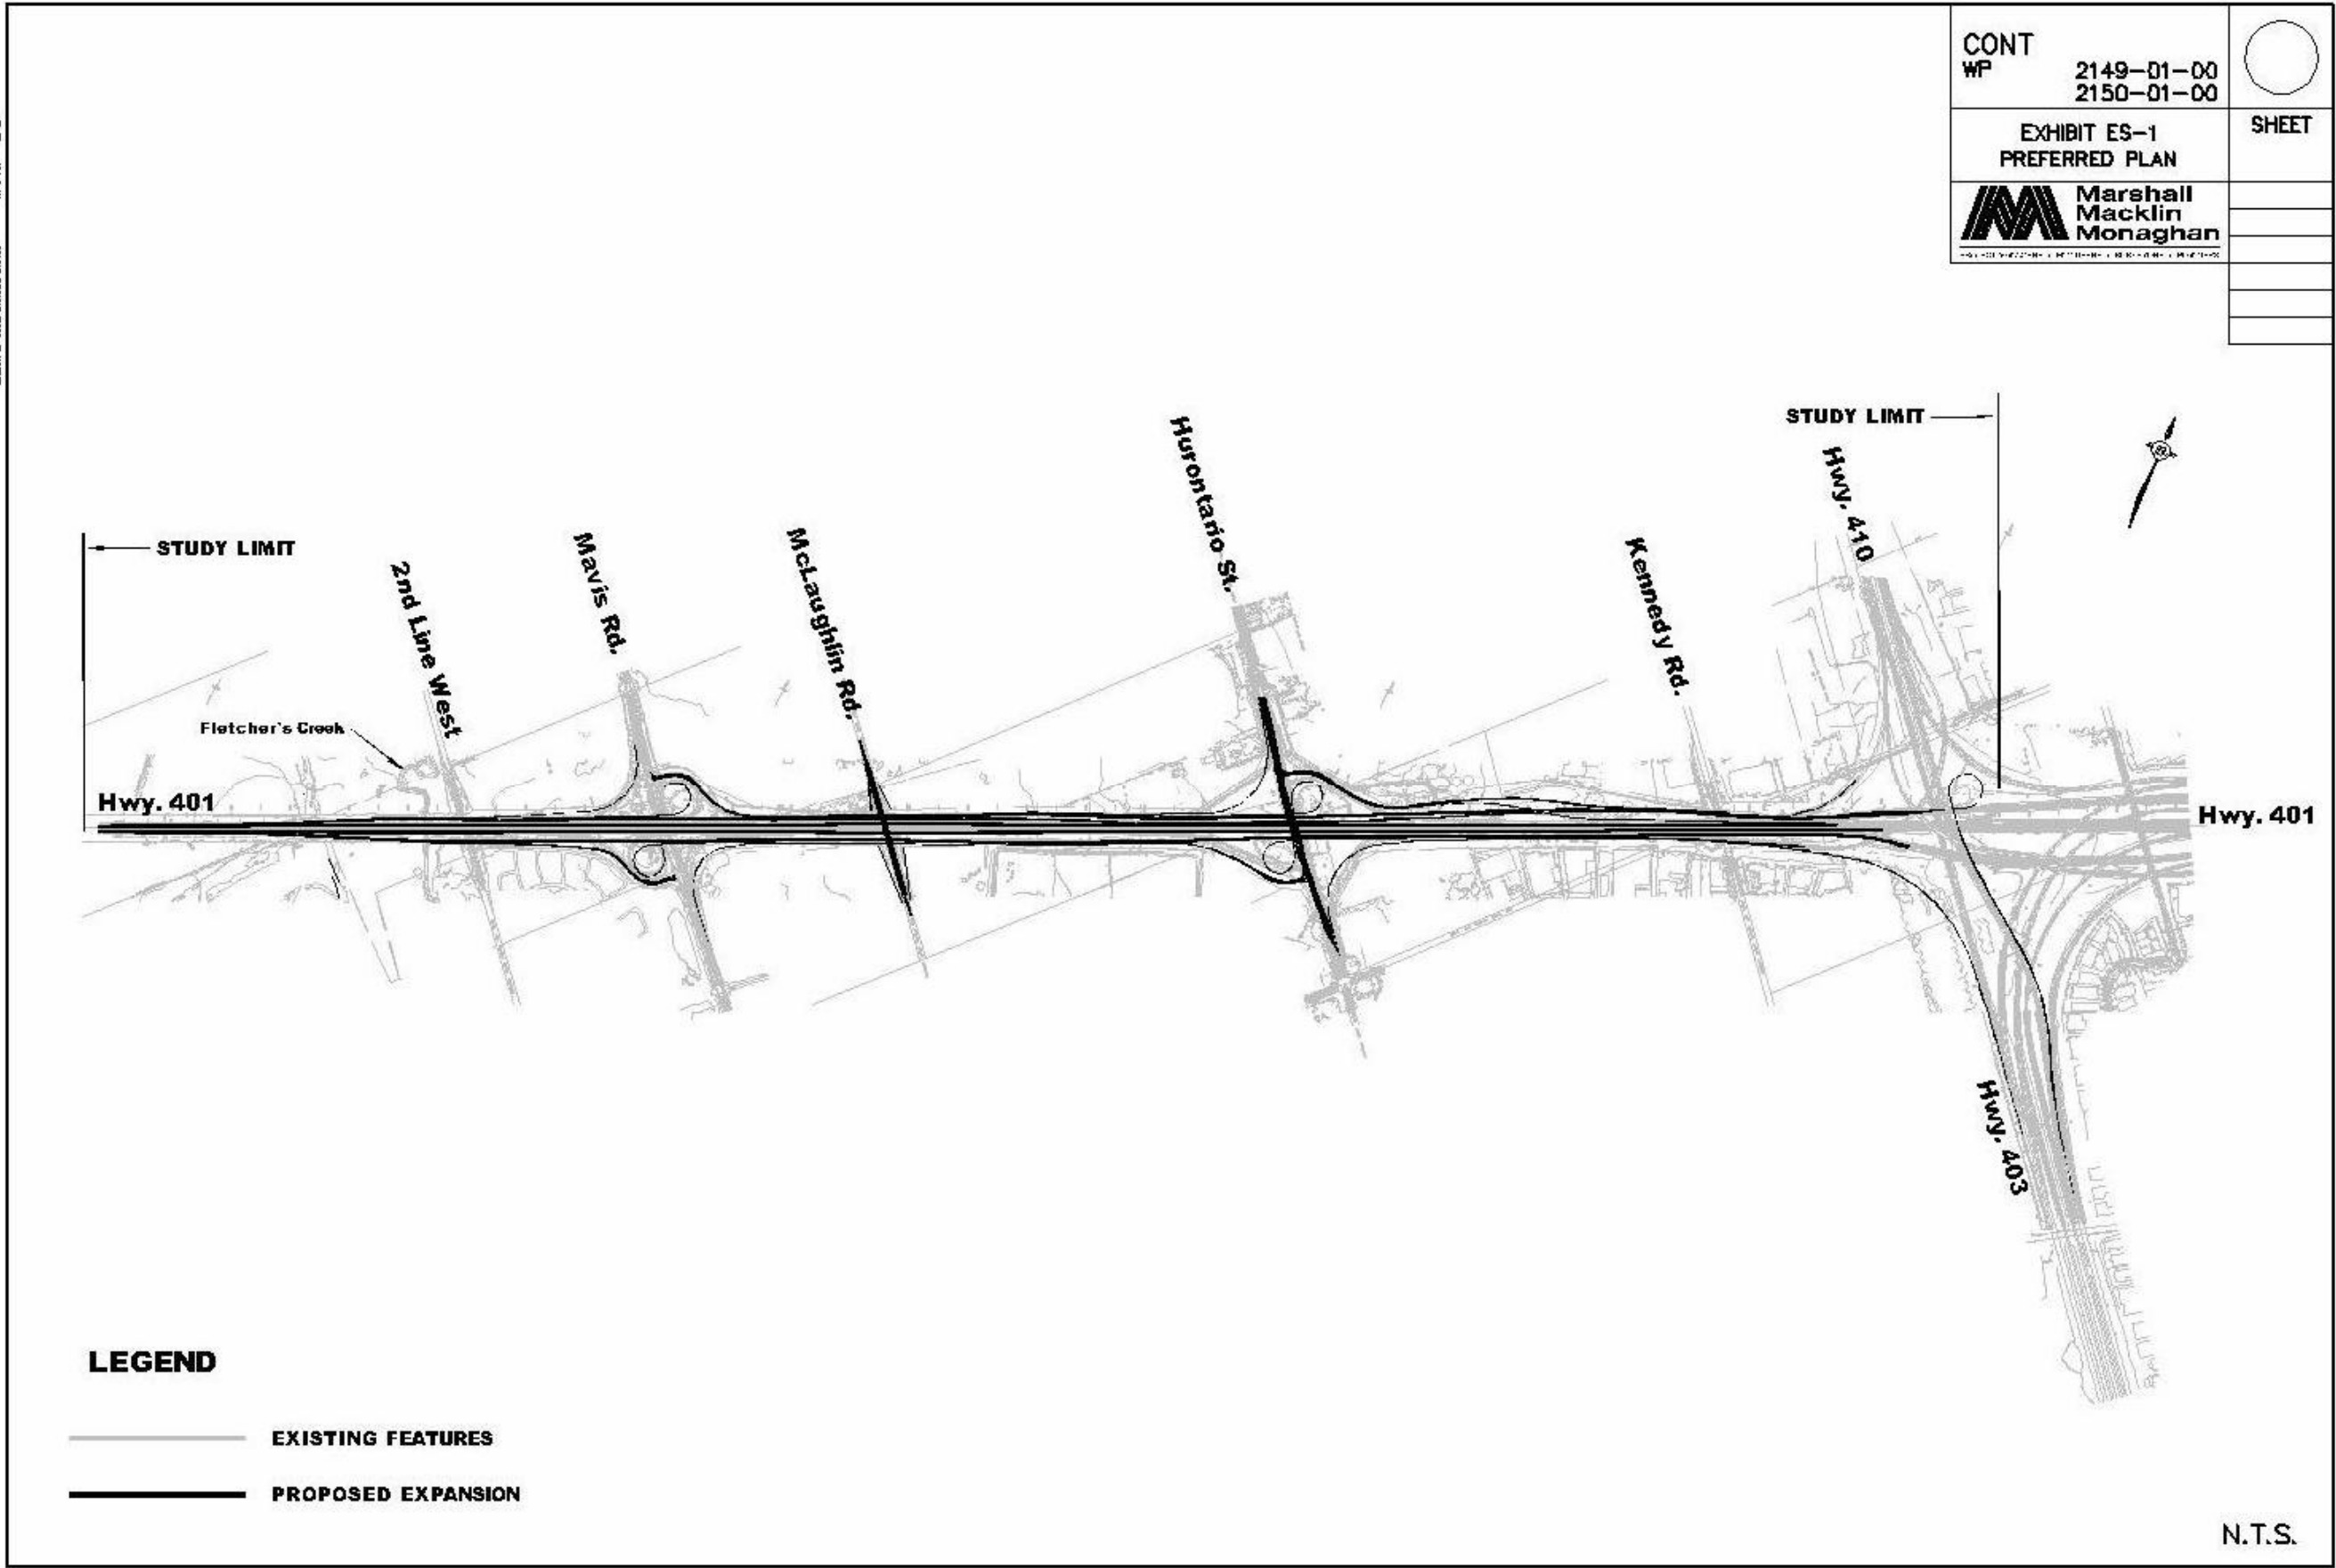 CONT
WP 2149-01-00
2150-01-00
EXHIBIT ES-1
PREFERRED PLAN
SHEET
Marshall
Macklin
Monaghan
STUDY LIMIT
Hurontario St.
Hwy. 410
STUDY LIMIT
2nd Line West
Mavis Rd.
McLaughlin Rd.
Kennedy Rd.
Fletcher's Creek
Hwy. 401
Hwy. 401
Hwy. 403
LEGEND
EXISTING FEATURES
PROPOSED EXPANSION
N.T.S.